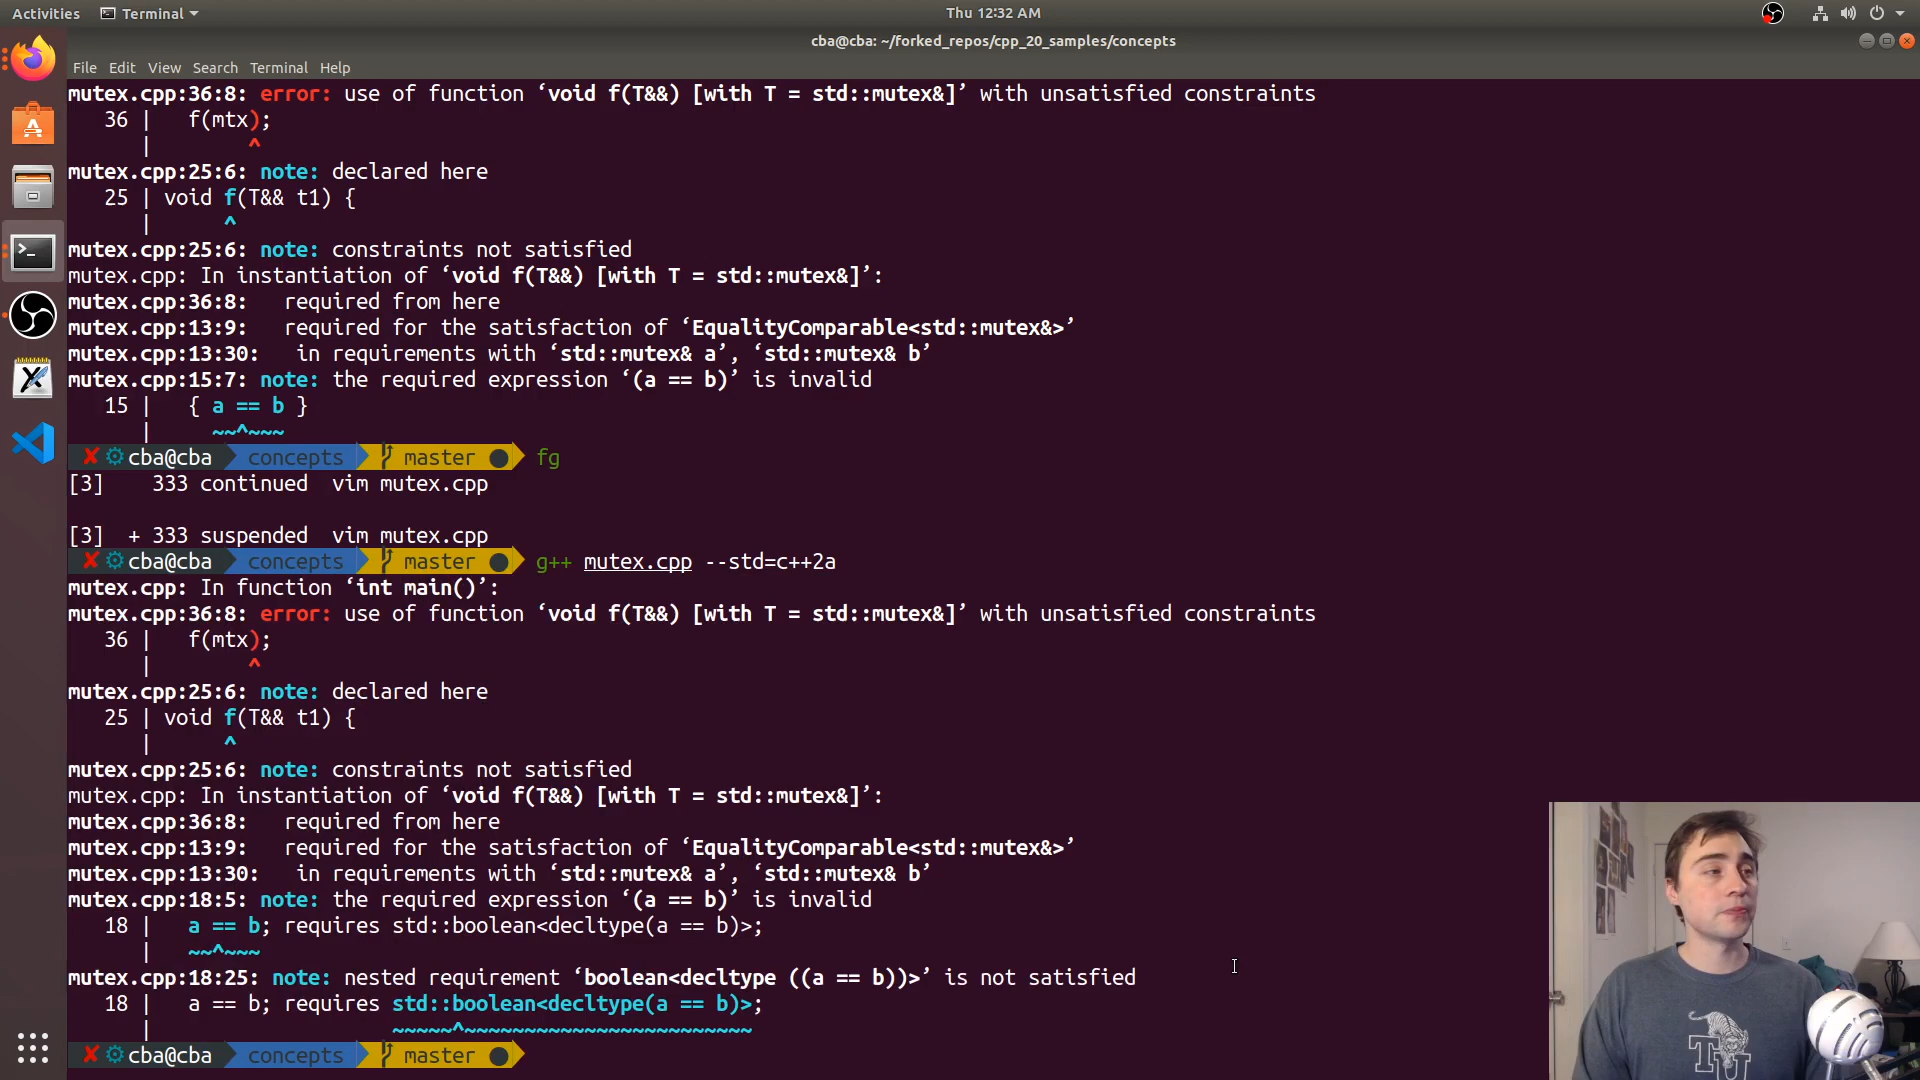 Activities
Terminal
Thu 12:32 AM
cba@cba: ~/forked_repos/cpp_20_samples/concepts
File Edit View Search Terminal Help
mutex.cpp:36:8: error: use of function ‘void f(T&&) [with T = std::mutex&]’ with unsatisfied constraints
36 | f(mtx);
| ^
mutex.cpp:25:6: note: declared here
25 | void f(T&& t1) {
| ^
mutex.cpp:25:6: note: constraints not satisfied
mutex.cpp: In instantiation of ‘void f(T&&) [with T = std::mutex&]’:
mutex.cpp:36:8: required from here
mutex.cpp:13:9: required for the satisfaction of ‘EqualityComparable<std::mutex&>’
mutex.cpp:13:30: in requirements with ‘std::mutex& a’, ‘std::mutex& b’
mutex.cpp:15:7: note: the required expression ‘(a == b)’ is invalid
15 | { a == b }
| ~~^~~~
✘ ⚙ cba@cba concepts master ● fg
[3] 333 continued vim mutex.cpp
[3] + 333 suspended vim mutex.cpp
✘ ⚙ cba@cba concepts master ● g++ mutex.cpp --std=c++2a
mutex.cpp: In function ‘int main()’:
mutex.cpp:36:8: error: use of function ‘void f(T&&) [with T = std::mutex&]’ with unsatisfied constraints
36 | f(mtx);
| ^
mutex.cpp:25:6: note: declared here
25 | void f(T&& t1) {
| ^
mutex.cpp:25:6: note: constraints not satisfied
mutex.cpp: In instantiation of ‘void f(T&&) [with T = std::mutex&]’:
mutex.cpp:36:8: required from here
mutex.cpp:13:9: required for the satisfaction of ‘EqualityComparable<std::mutex&>’
mutex.cpp:13:30: in requirements with ‘std::mutex& a’, ‘std::mutex& b’
mutex.cpp:18:5: note: the required expression ‘(a == b)’ is invalid
18 | a == b; requires std::boolean<decltype(a == b)>;
| ~~^~~~
mutex.cpp:18:25: note: nested requirement ‘boolean<decltype ((a == b))>’ is not satisfied
18 | a == b; requires std::boolean<decltype(a == b)>;
| ~~~~~^~~~~~~~~~~~~~~~~~~~~~~~~
✘ ⚙ cba@cba concepts master ●
TU